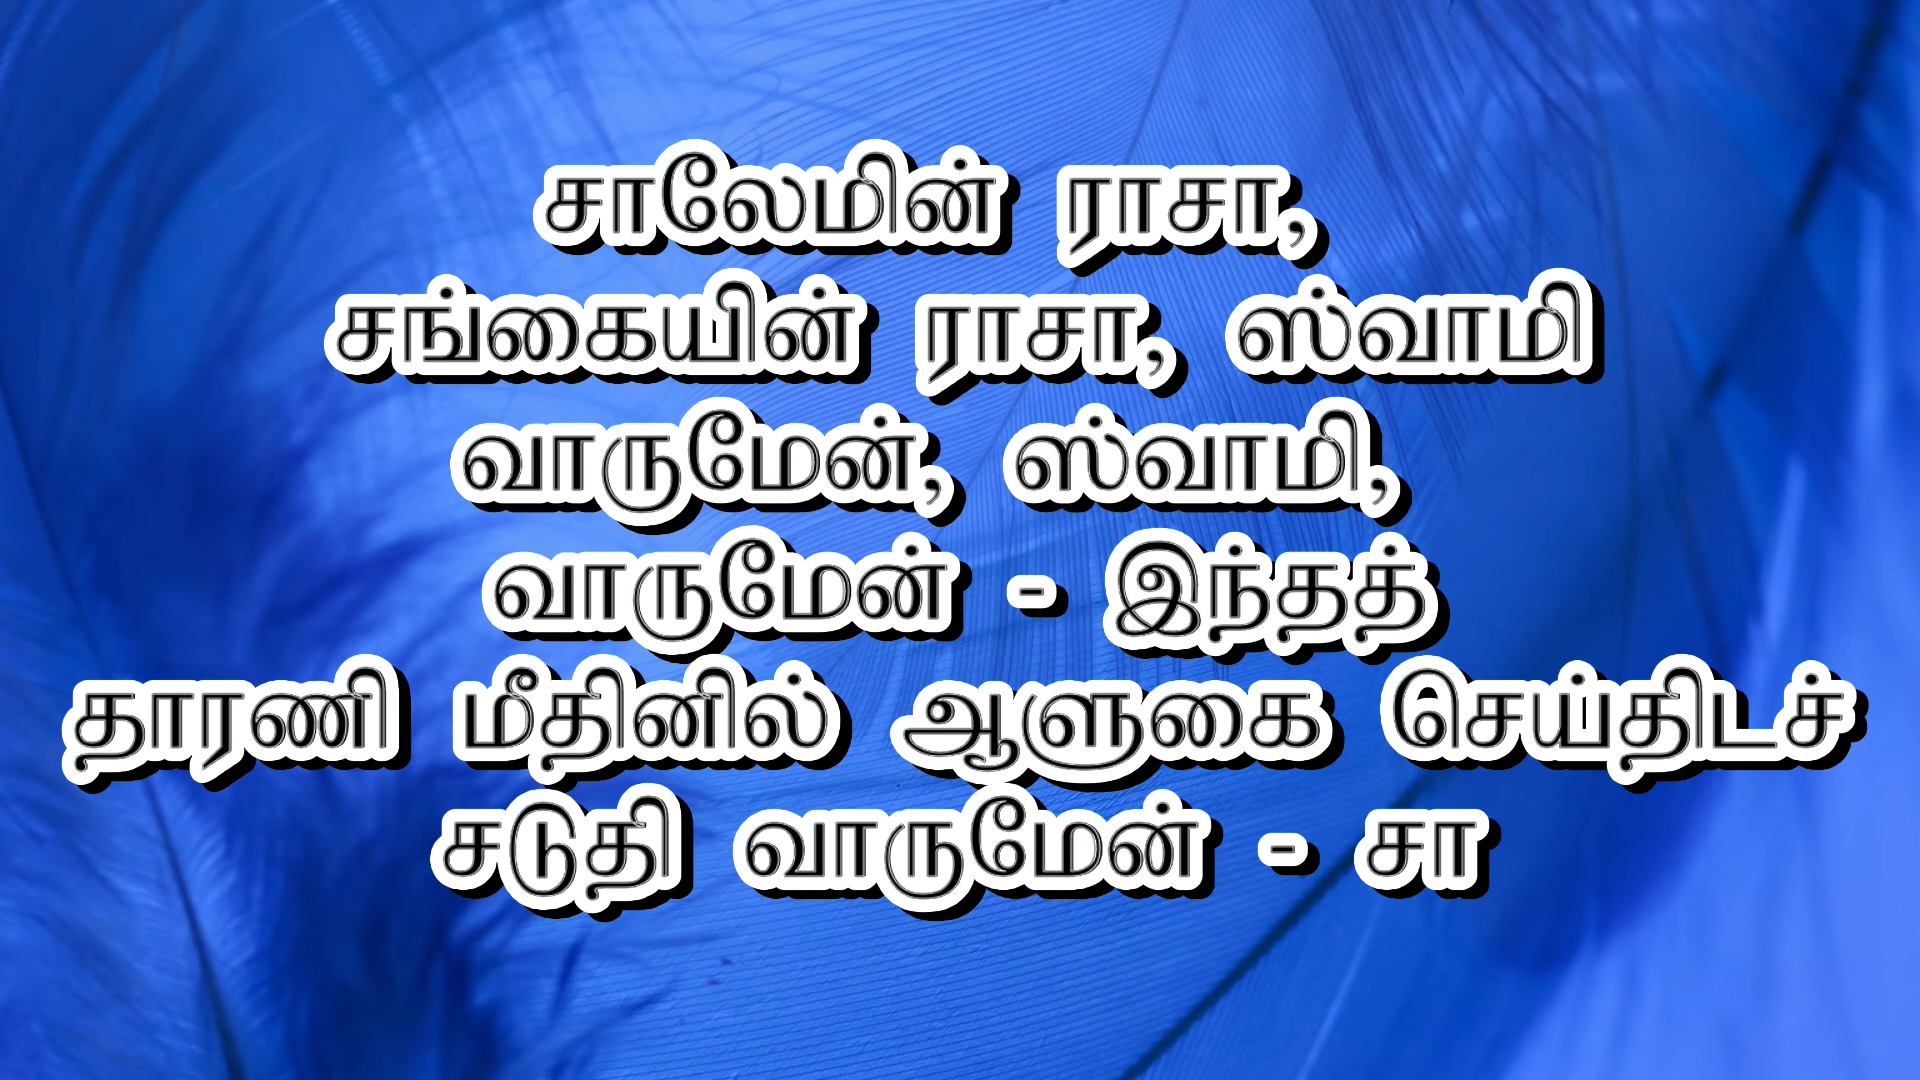 சாலேமின் ராசா,
சங்கையின் ராசா, ஸ்வாமி
வாருமேன், ஸ்வாமி,
வாருமேன் - இந்தத்
தாரணி மீதினில் ஆளுகை செய்திடச்
சடுதி வாருமேன் - சா